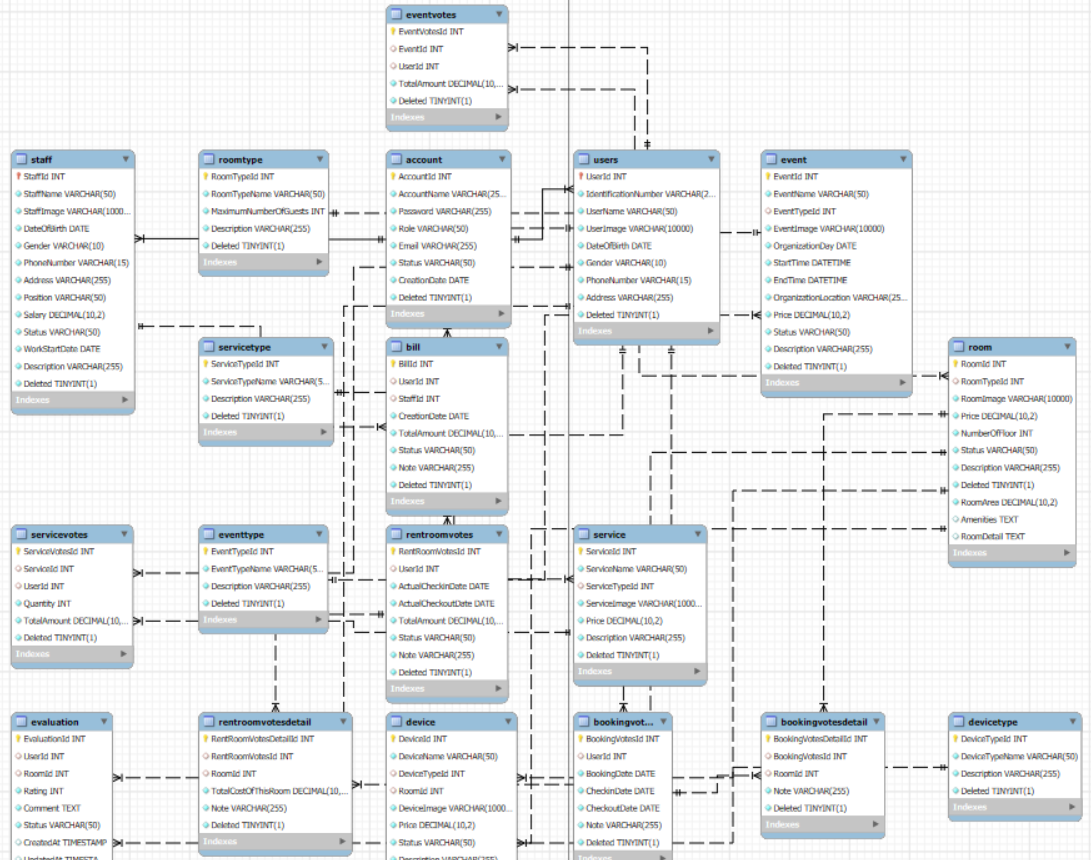 eventvotes
EventVotesId INT
EventId INT
UserId INT
TotalAmount DECIMAL(10,...
Deleted TINYINT(1)
Indexes
staff
StaffId INT
StaffName VARCHAR(50)
StaffImage VARCHAR(1000...
DateOfBirth DATE
Gender VARCHAR(10)
PhoneNumber VARCHAR(15)
Address VARCHAR(255)
Position VARCHAR(50)
Salary DECIMAL(10,2)
Status VARCHAR(50)
WorkStartDate DATE
Description VARCHAR(255)
Deleted TINYINT(1)
Indexes
roomtype
RoomTypeId INT
RoomTypeName VARCHAR(50)
MaximumNumberOfGuests INT
Description VARCHAR(255)
Deleted TINYINT(1)
Indexes
account
AccountId INT
AccountName VARCHAR(25...
Password VARCHAR(255)
Role VARCHAR(50)
Email VARCHAR(255)
Status VARCHAR(50)
CreationDate DATE
Deleted TINYINT(1)
Indexes
users
UserId INT
IdentificationNumber VARCHAR(2...
UserName VARCHAR(50)
UserImage VARCHAR(10000)
DateOfBirth DATE
Gender VARCHAR(10)
PhoneNumber VARCHAR(15)
Address VARCHAR(255)
Deleted TINYINT(1)
Indexes
event
EventId INT
EventName VARCHAR(50)
EventTypeId INT
EventImage VARCHAR(10000)
OrganizationDay DATE
StartTime DATETIME
EndTime DATETIME
OrganizationLocation VARCHAR(25...
Price DECIMAL(10,2)
Status VARCHAR(50)
Description VARCHAR(255)
Deleted TINYINT(1)
Indexes
servicetype
ServiceTypeId INT
ServiceTypeName VARCHAR(5...
Description VARCHAR(255)
Deleted TINYINT(1)
Indexes
bill
BillId INT
UserId INT
StaffId INT
CreationDate DATE
TotalAmount DECIMAL(10,...
Status VARCHAR(50)
Note VARCHAR(255)
Deleted TINYINT(1)
Indexes
room
RoomId INT
RoomTypeId INT
RoomImage VARCHAR(10000)
Price DECIMAL(10,2)
NumberOfFloor INT
Status VARCHAR(50)
Description VARCHAR(255)
Deleted TINYINT(1)
RoomArea DECIMAL(10,2)
Amenities TEXT
RoomDetail TEXT
Indexes
servicevotes
ServiceVotesId INT
ServiceId INT
UserId INT
Quantity INT
TotalAmount DECIMAL(10,...
Deleted TINYINT(1)
Indexes
eventtype
EventTypeId INT
EventTypeName VARCHAR(5...
Description VARCHAR(255)
Deleted TINYINT(1)
Indexes
rentroomvotes
RentRoomVotesId INT
UserId INT
ActualCheckinDate DATE
ActualCheckoutDate DATE
TotalAmount DECIMAL(10,...
Status VARCHAR(50)
Note VARCHAR(255)
Deleted TINYINT(1)
Indexes
service
ServiceId INT
ServiceName VARCHAR(50)
ServiceTypeId INT
ServiceImage VARCHAR(1000...
Price DECIMAL(10,2)
Description VARCHAR(255)
Deleted TINYINT(1)
Indexes
evaluation
EvaluationId INT
UserId INT
RoomId INT
Rating INT
Comment TEXT
Status VARCHAR(50)
CreatedAt TIMESTAMP
rentroomvotesdetail
RentRoomVotesDetailId INT
RentRoomVotesId INT
RoomId INT
TotalCostOfThisRoom DECIMAL(10,...
Note VARCHAR(255)
Deleted TINYINT(1)
Indexes
device
DeviceId INT
DeviceName VARCHAR(50)
DeviceTypeId INT
RoomId INT
DeviceImage VARCHAR(1000...
Price DECIMAL(10,2)
Status VARCHAR(50)
Description VARCHAR(255)
bookingvot...
BookingVotesId INT
UserId INT
BookingDate DATE
CheckinDate DATE
CheckoutDate DATE
Note VARCHAR(255)
Deleted TINYINT(1)
Indexes
bookingvotesdetail
BookingVotesDetailId INT
BookingVotesId INT
RoomId INT
Note VARCHAR(255)
Deleted TINYINT(1)
Indexes
devicetype
DeviceTypeId INT
DeviceTypeName VARCHAR(50)
Description VARCHAR(255)
Deleted TINYINT(1)
Indexes